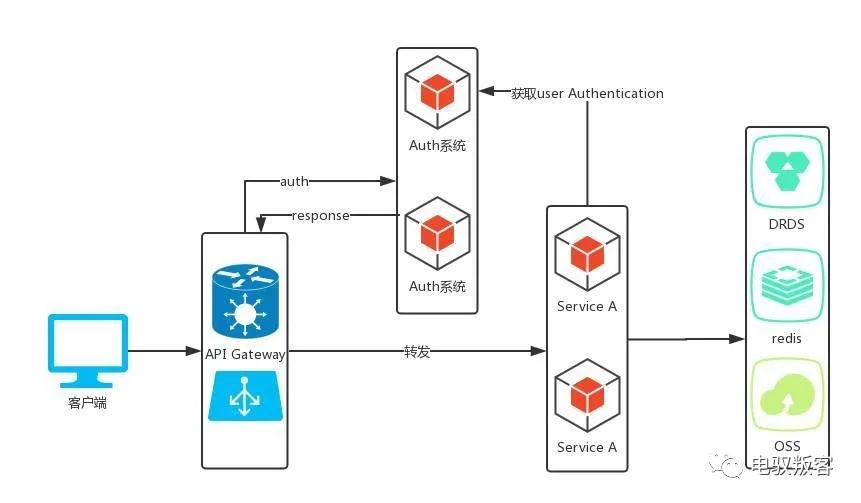 获取user Authentication
Auth系统
auth
response
DRDS
Auth系统
Service A
redis
API Gateway
转发
客户端
Service A
OSS
电驭叛客